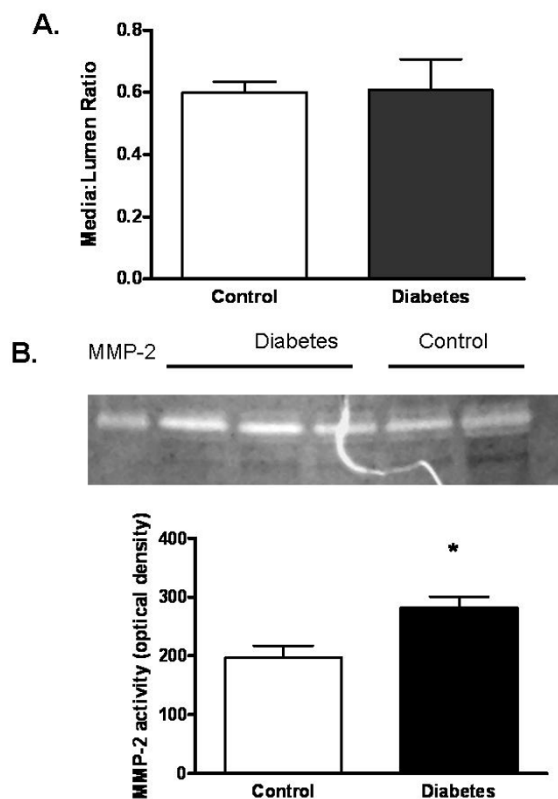 A.
Media:Lumen Ratio
0.8
0.6
0.4
0.2
0.0
Control Diabetes
B.
MMP-2 Diabetes Control
MMP-2 activity (optical density)
400
300
200
100
0
*
Control Diabetes